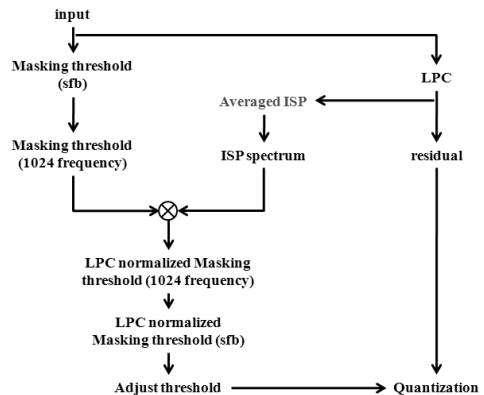 input
Masking threshold
(sfb)
LPC
Averaged ISP
Masking threshold
(1024 frequency)
ISP spectrum
residual
LPC normalized Masking
threshold (1024 frequency)
LPC normalized
Masking threshold (sfb)
Adjust threshold
Quantization